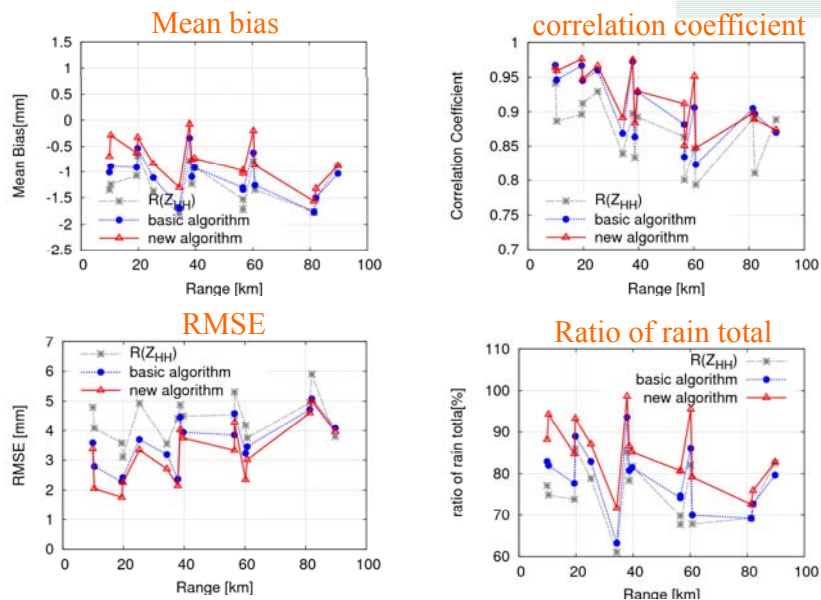 Mean bias
1.5
1
0.5
0
-0.5
-1
-1.5
-2
-2.5
Mean Bias[mm]
R(Z_HH)
basic algorithm
new algorithm
0 20 40 60 80 100
Range [km]
correlation coefficient
1
0.95
0.9
0.85
0.8
0.75
0.7
Correlation Coefficient
R(Z_HH)
basic algorithm
new algorithm
0 20 40 60 80 100
Range [km]
RMSE
7
6
5
4
3
2
1
0
RMSE [mm]
R(Z_HH)
basic algorithm
new algorithm
0 20 40 60 80 100
Range [km]
Ratio of rain total
110
100
90
80
70
60
ratio of rain totla[%]
R(Z_HH)
basic algorithm
new algorithm
0 20 40 60 80 100
Range [km]